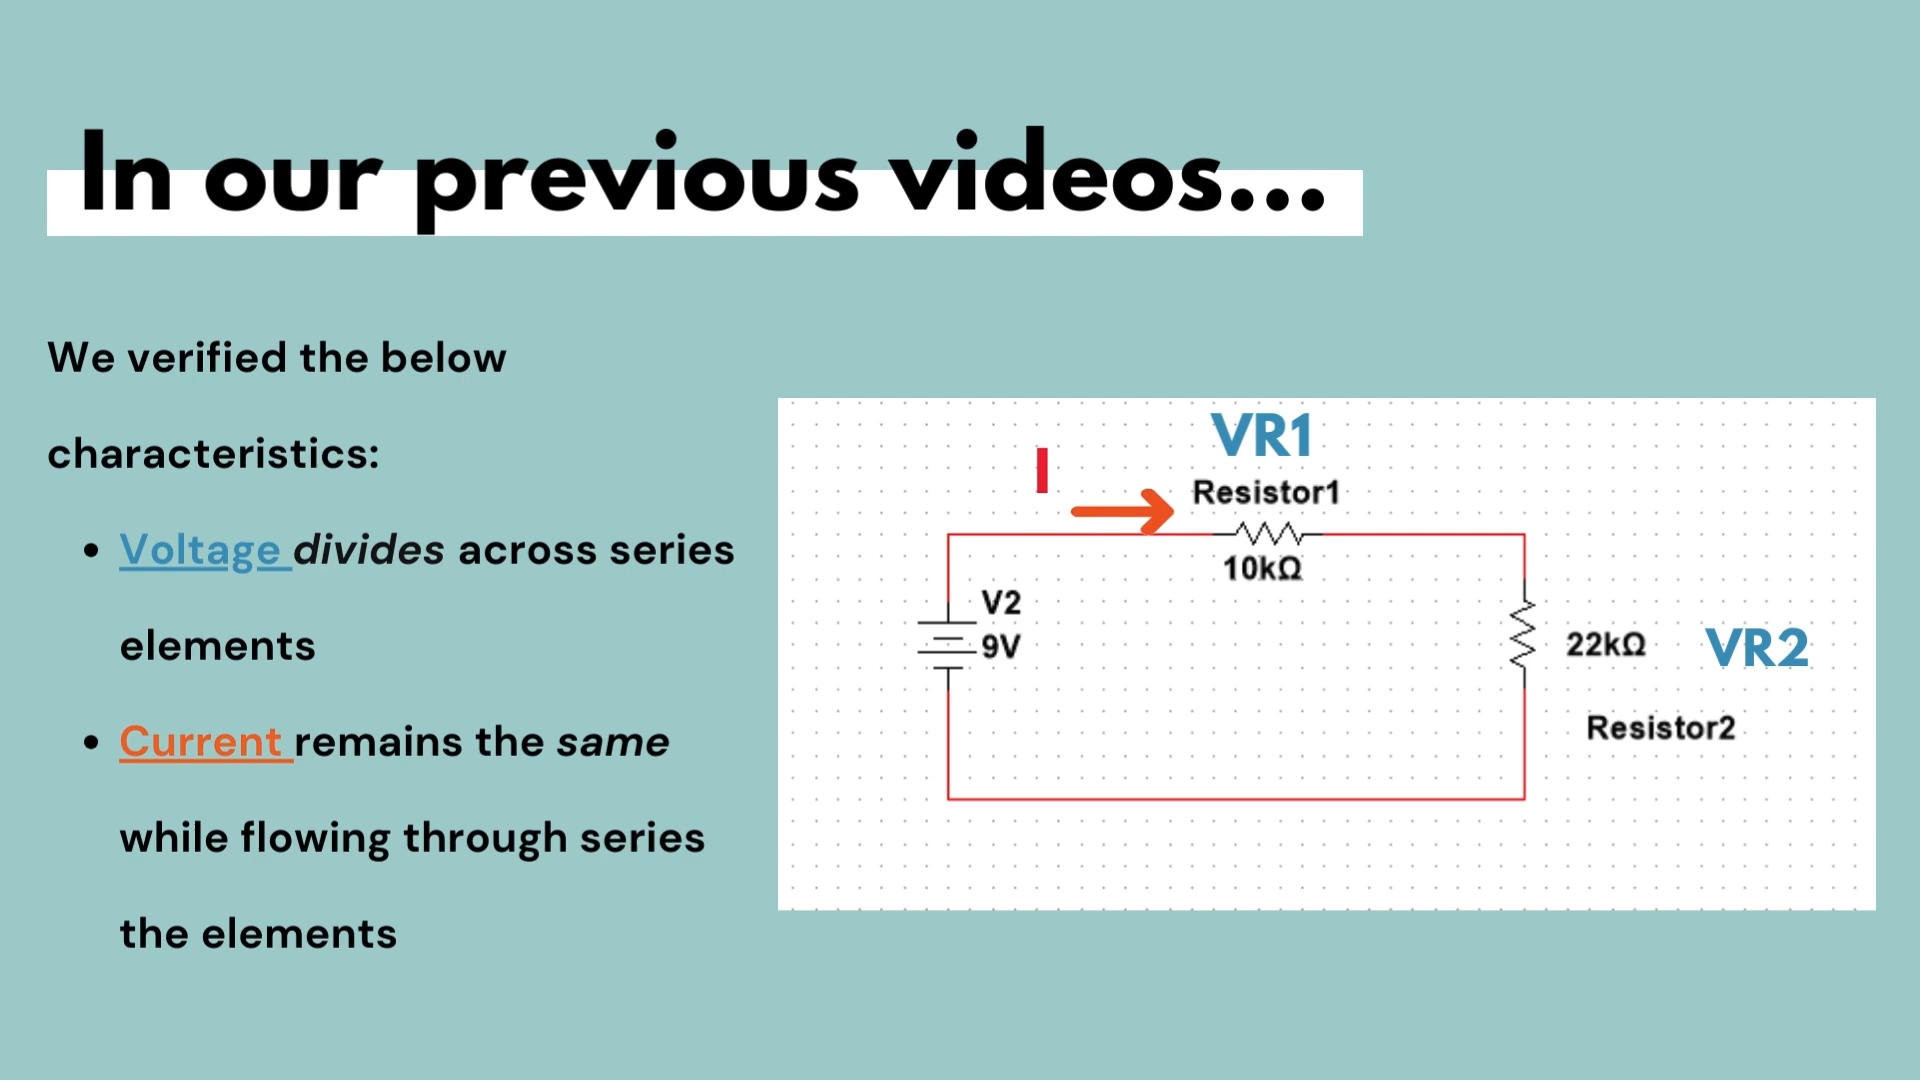 In our previous videos...
We verified the below
characteristics:
• Voltage divides across series
elements
• Current remains the same
while flowing through series
the elements
VR1
I
Resistor1
10kΩ
V2
9V
22kΩ
VR2
Resistor2